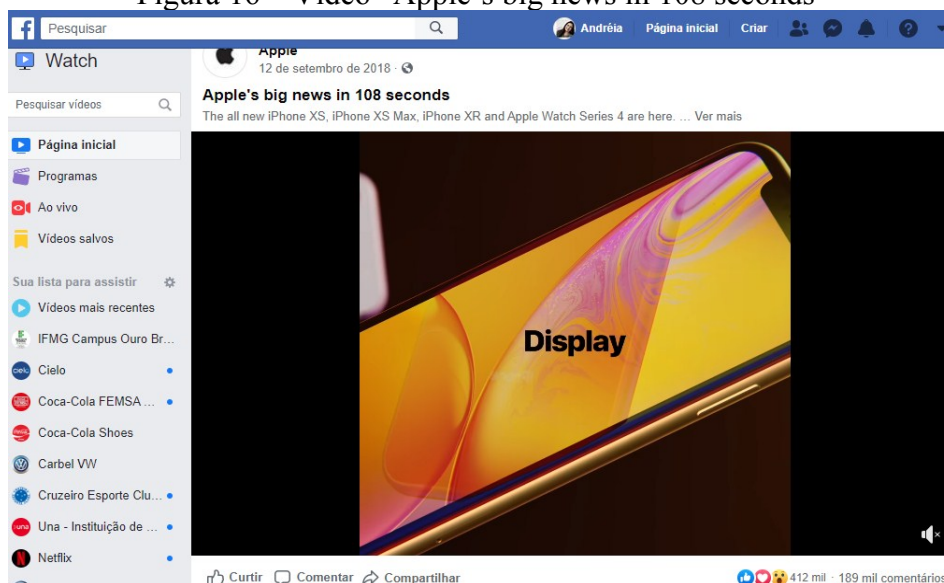 Figura 10 – Vídeo "Apple's big news in 108 seconds"
Pesquisar
Andréia Página inicial Criar
Watch
Pesquisar vídeos
Página inicial
Programas
Ao vivo
Vídeos salvos
Sua lista para assistir
Vídeos mais recentes
IFMG Campus Ouro Br...
Cielo
Coca-Cola FEMSA ...
Coca-Cola Shoes
Carbel VW
Cruzeiro Esporte Clu...
Una - Instituição de ...
Netflix
Apple
12 de setembro de 2018 ·
Apple's big news in 108 seconds
The all new iPhone XS, iPhone XS Max, iPhone XR and Apple Watch Series 4 are here. ... Ver mais
Display
Curtir Comentar Compartilhar
412 mil · 189 mil comentários